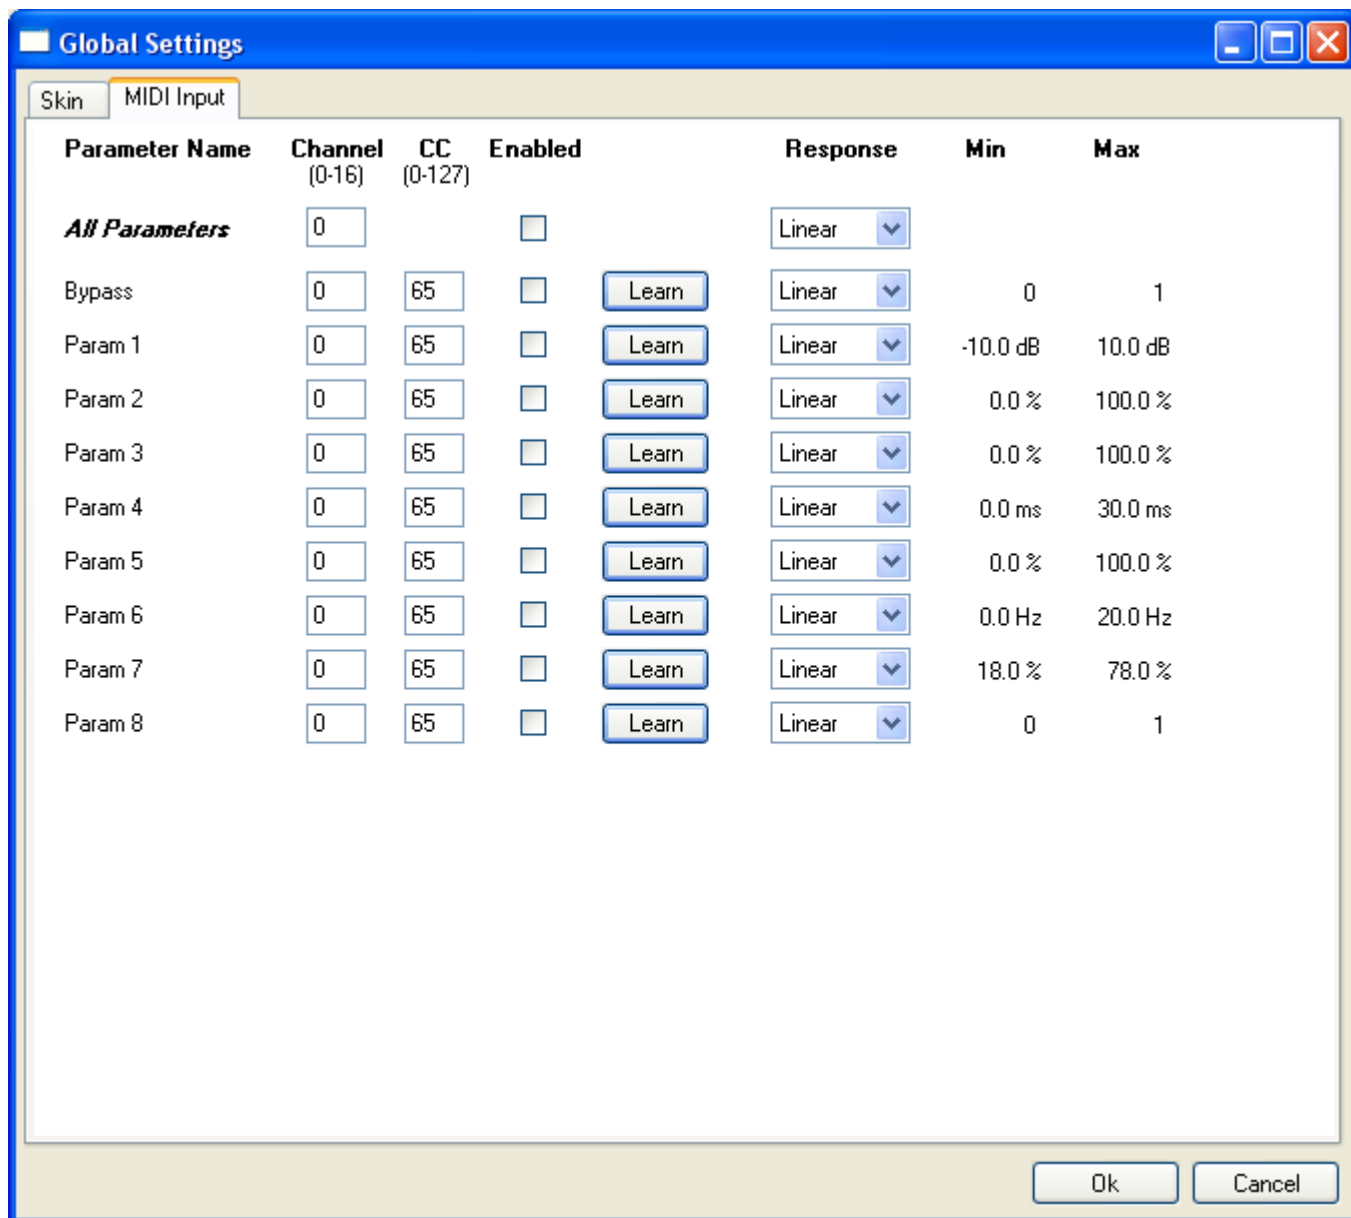 Global Settings
Skin MIDI Input
Parameter Name Channel CC Enabled Response Min Max
(0-16) (0-127)
All Parameters 0 Linear
Bypass 0 65 Learn Linear 0 1
Param 1 0 65 Learn Linear -10.0 dB 10.0 dB
Param 2 0 65 Learn Linear 0.0 % 100.0 %
Param 3 0 65 Learn Linear 0.0 % 100.0 %
Param 4 0 65 Learn Linear 0.0 ms 30.0 ms
Param 5 0 65 Learn Linear 0.0 % 100.0 %
Param 6 0 65 Learn Linear 0.0 Hz 20.0 Hz
Param 7 0 65 Learn Linear 18.0 % 78.0 %
Param 8 0 65 Learn Linear 0 1
Ok Cancel